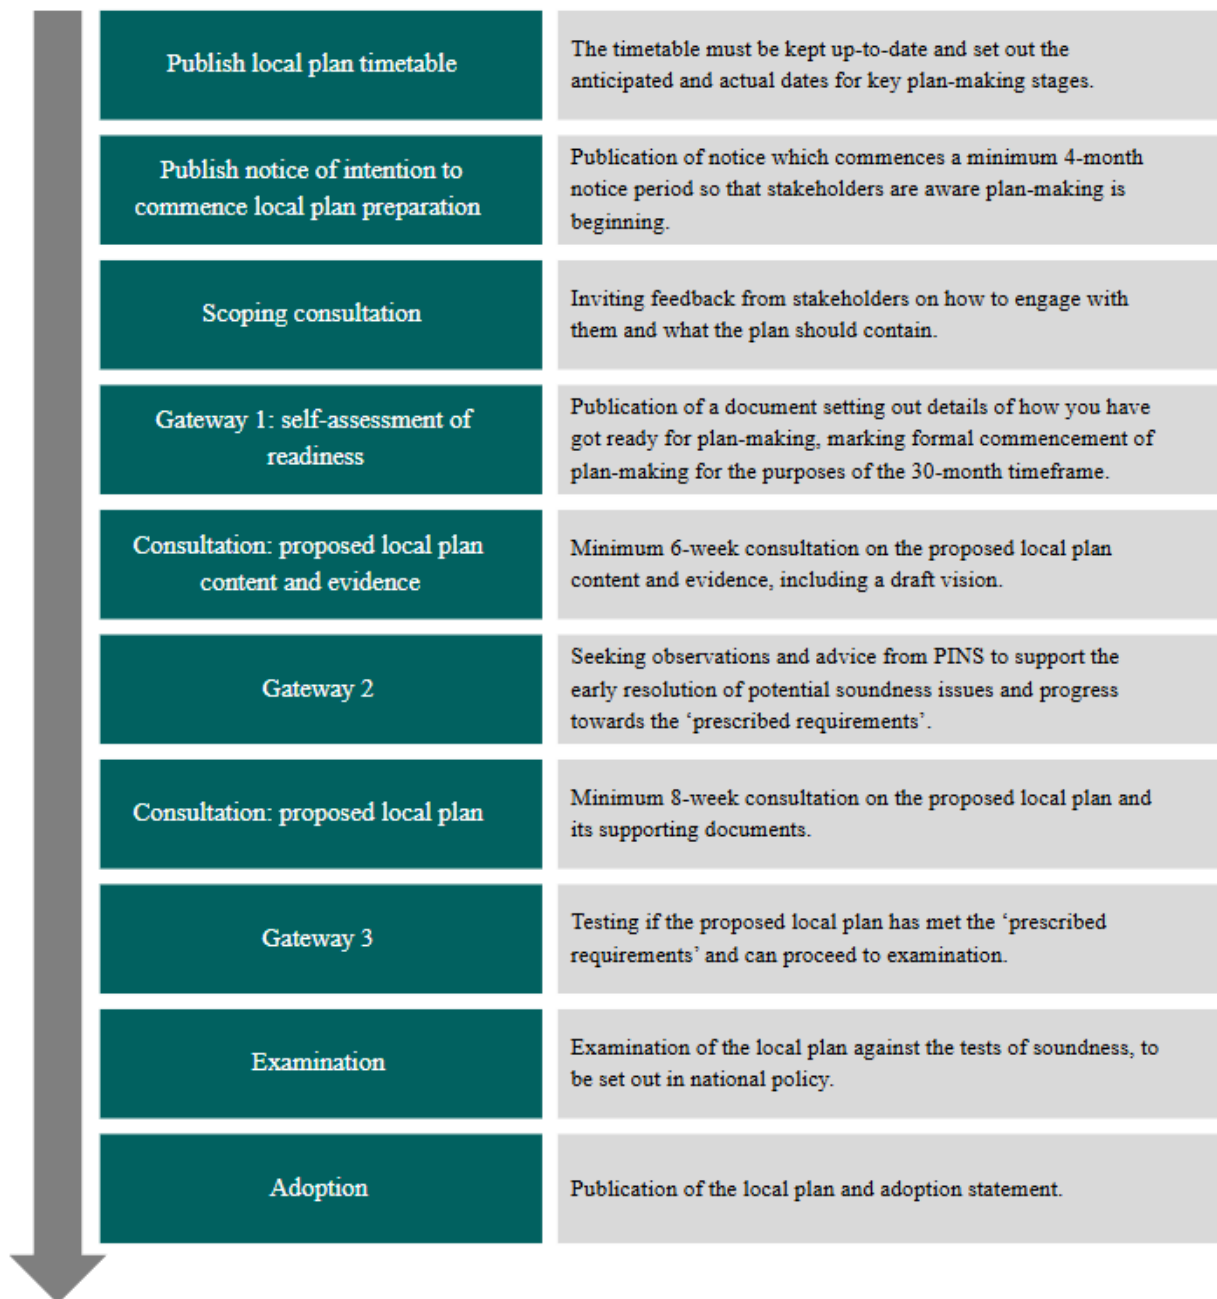 Publish local plan timetable
The timetable must be kept up-to-date and set out the
anticipated and actual dates for key plan-making stages.
Publish notice of intention to
commence local plan preparation
Publication of notice which commences a minimum 4-month
notice period so that stakeholders are aware plan-making is
beginning.
Scoping consultation
Inviting feedback from stakeholders on how to engage with
them and what the plan should contain.
Gateway 1: self-assessment of
readiness
Publication of a document setting out details of how you have
got ready for plan-making, marking formal commencement of
plan-making for the purposes of the 30-month timeframe.
Consultation: proposed local plan
content and evidence
Minimum 6-week consultation on the proposed local plan
content and evidence, including a draft vision.
Gateway 2
Seeking observations and advice from PINS to support the
early resolution of potential soundness issues and progress
towards the ‘prescribed requirements’.
Consultation: proposed local plan
Minimum 8-week consultation on the proposed local plan and
its supporting documents.
Gateway 3
Testing if the proposed local plan has met the ‘prescribed
requirements’ and can proceed to examination.
Examination
Examination of the local plan against the tests of soundness, to
be set out in national policy.
Adoption
Publication of the local plan and adoption statement.